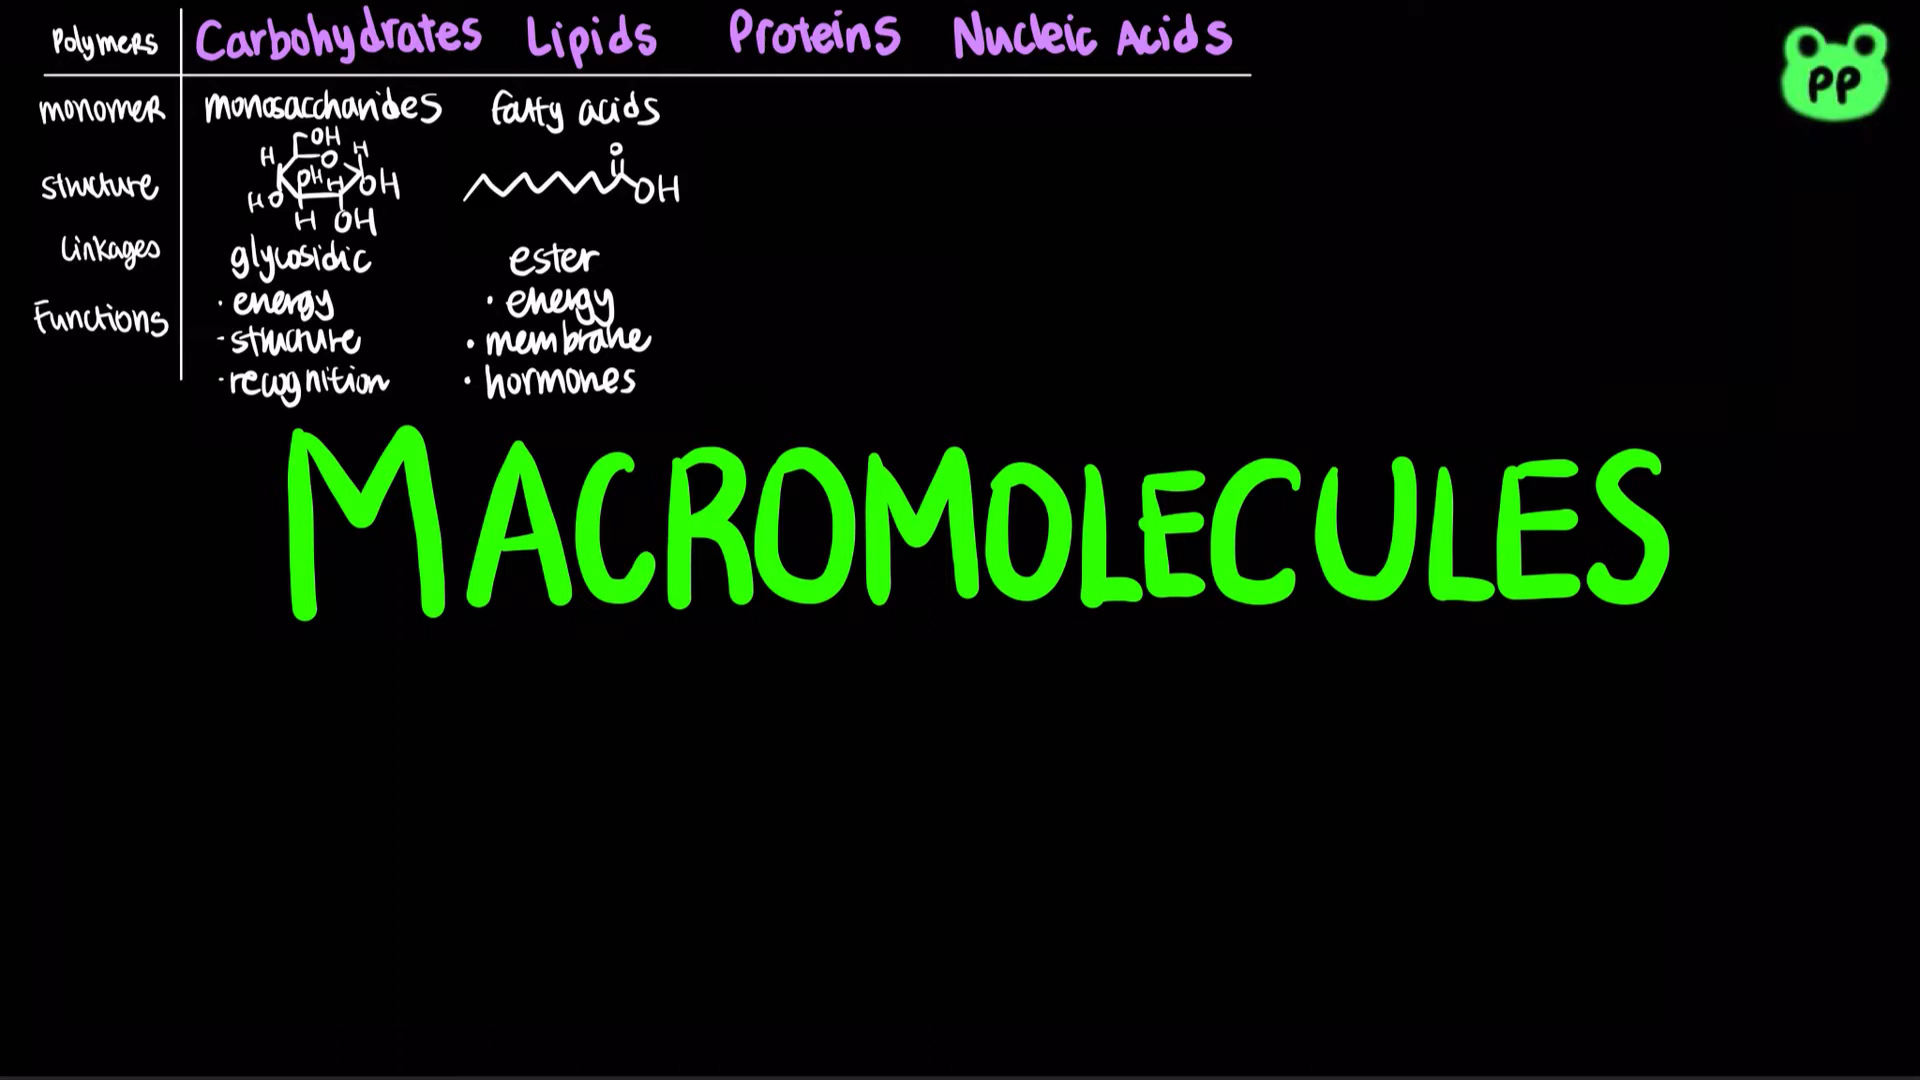 Polymers Carbohydrates Lipids Proteins Nucleic Acids
PP
monomer monosaccharides fatty acids
structure
OH
H O H
OH H OH
HO
H OH
O
OH
Linkages glycosidic ester
Functions
· energy · energy
· structure · membrane
· recognition · hormones
MACROMOLECULES